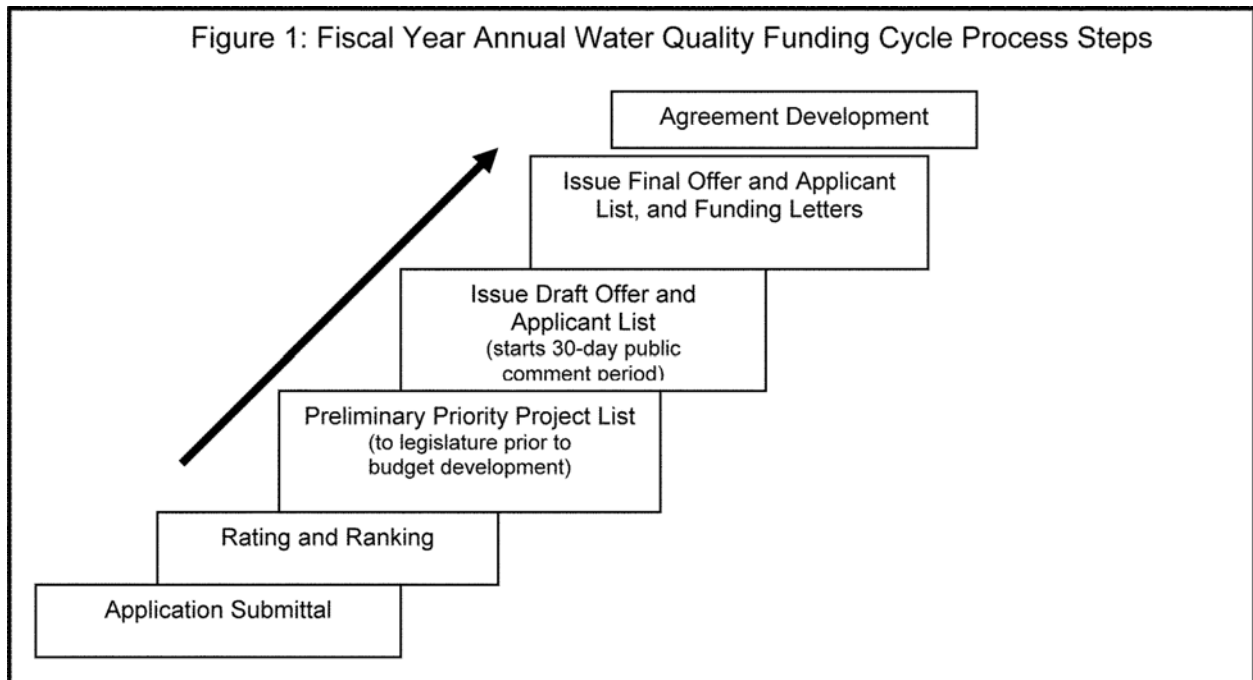 Figure 1: Fiscal Year Annual Water Quality Funding Cycle Process Steps
Agreement Development
Issue Final Offer and Applicant
List, and Funding Letters
Issue Draft Offer and
Applicant List
(starts 30-day public
comment period)
Preliminary Priority Project List
(to legislature prior to
budget development)
Rating and Ranking
Application Submittal